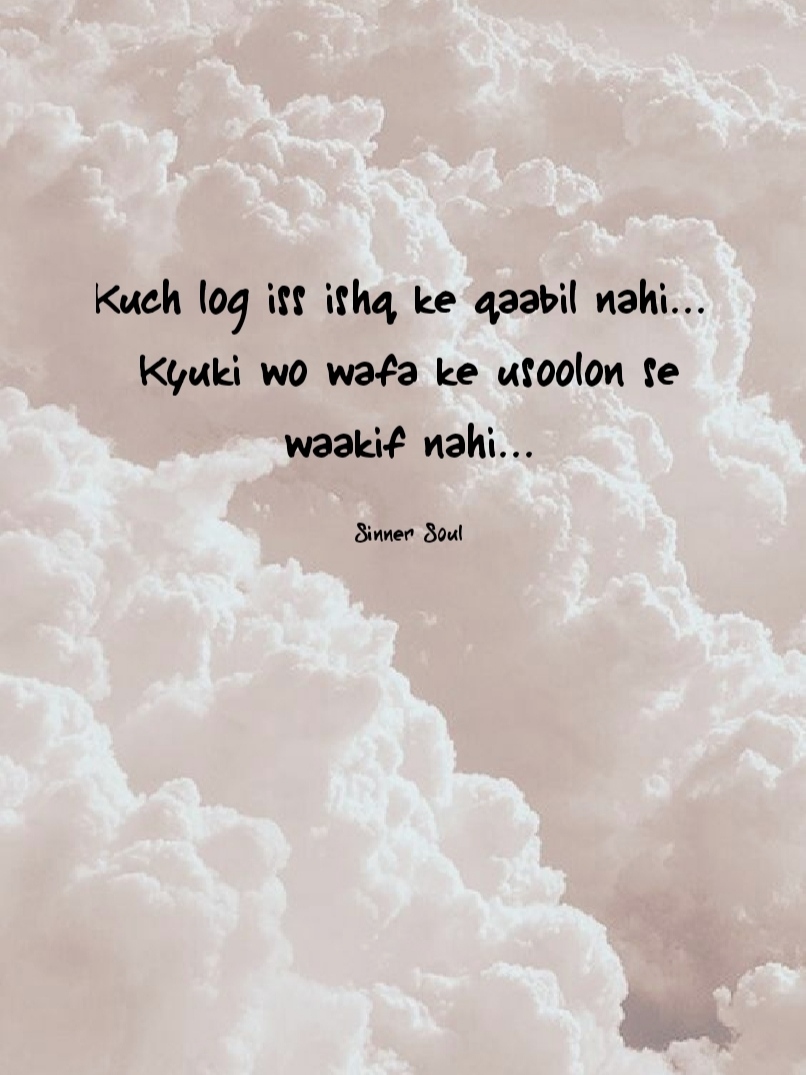 Kuch log iss ishq ke qaabil nahi...
Kyuki wo wafa ke usoolon se
waakif nahi...
Sinner Soul